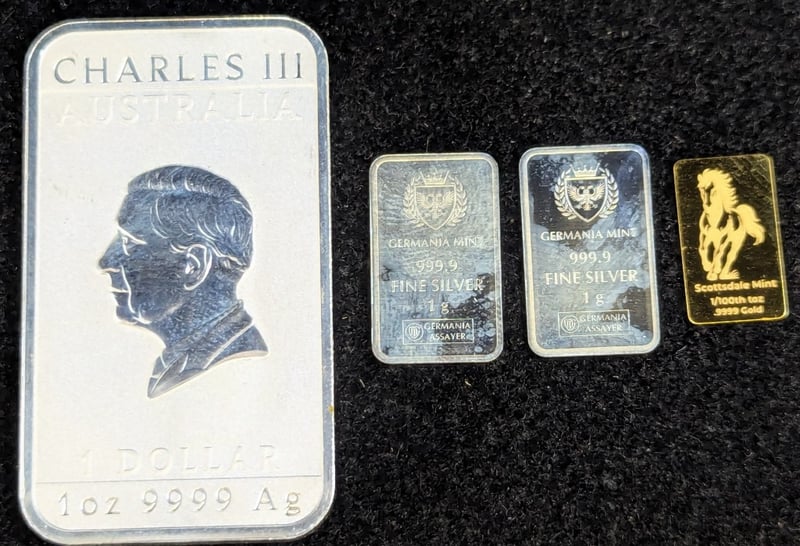 CHARLES III
AUSTRALIA
1 DOLLAR
1oz 9999 Ag
GERMANIA MINT
999.9
FINE SILVER
1 g
GERMANIA
ASSAYER
GERMANIA MINT
999.9
FINE SILVER
1 g
GERMANIA
ASSAYER
Scottsdale Mint
1/100th toz
.9999 Gold